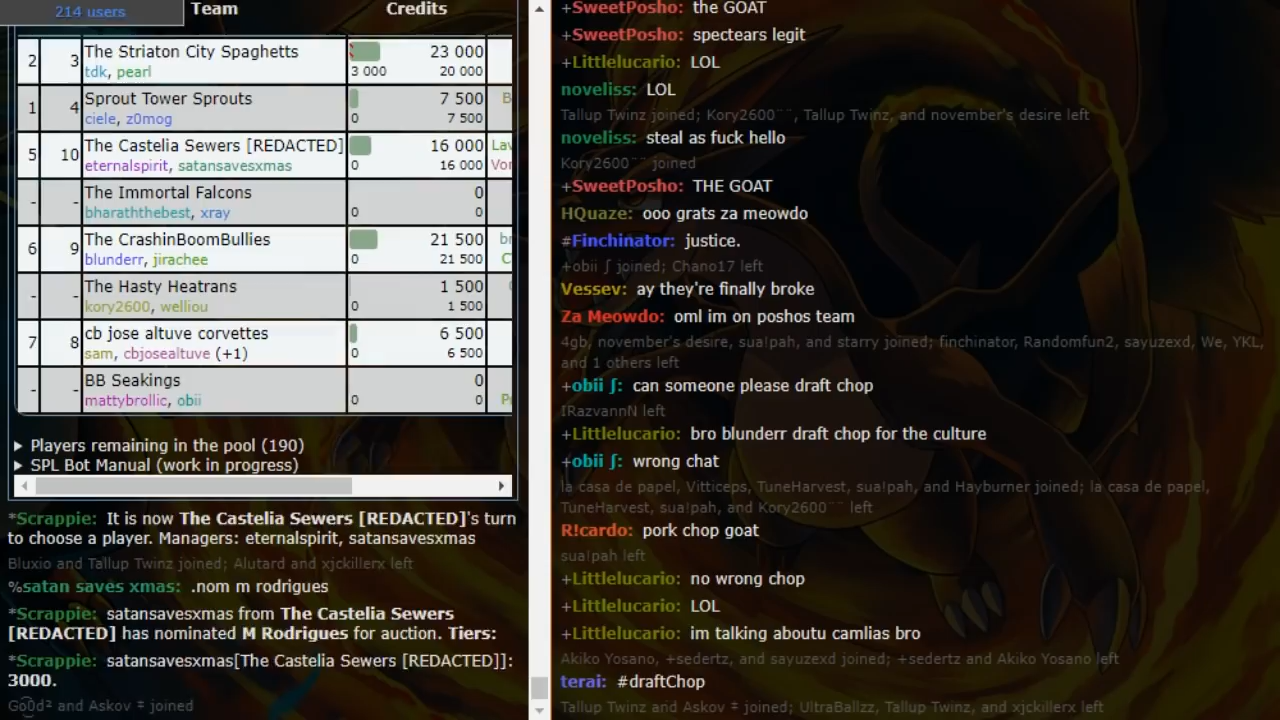 214 users
Team
Credits
2 3 The Striaton City Spaghetts 23 000
tdk, pearl 3 000 20 000
1 4 Sprout Tower Sprouts 7 500
ciele, z0mog 0 7 500
5 10 The Castelia Sewers [REDACTED] 16 000 Lav
eternalspirit, satansavesxmas 0 16 000 Vor
- - The Immortal Falcons 0
bharaththebest, xray 0 0
6 9 The CrashinBoomBullies 21 500
blunderr, jirachee 0 21 500
- - The Hasty Heatrans 1 500
kory2600, welliou 0 1 500
7 8 cb jose altuve corvettes 6 500
sam, cbjosealtuve (+1) 0 6 500
- - BB Seakings 0
mattybrollic, obii 0 0
▸ Players remaining in the pool (190)
▸ SPL Bot Manual (work in progress)
*Scrappie: It is now The Castelia Sewers [REDACTED]'s turn
to choose a player. Managers: eternalspirit, satansavesxmas
Bluxio and Tallup Twinz joined; Alutard and xjckillerx left
%satan saves xmas: .nom m rodrigues
*Scrappie: satansavesxmas from The Castelia Sewers
[REDACTED] has nominated M Rodrigues for auction. Tiers:
*Scrappie: satansavesxmas[The Castelia Sewers [REDACTED]]:
3000.
and Askov joined
+SweetPosho: the GOAT
+SweetPosho: spectears legit
+Littlelucario: LOL
noveliss: LOL
Tallup Twinz joined; Kory2600¨¨, Tallup Twinz, and november's desire left
noveliss: steal as fuck hello
Kory2600¨¨ joined
+SweetPosho: THE GOAT
HQuaze: ooo grats za meowdo
#Finchinator: justice.
+obii ∫ joined; Chano17 left
Vessev: ay they're finally broke
Za Meowdo: oml im on poshos team
4gb, november's desire, sua!pah, and starry joined; finchinator, Randomfun2, sayuzexd, We, YKL,
and 1 others left
+obii ∫: can someone please draft chop
IRazvannN left
+Littlelucario: bro blunderr draft chop for the culture
+obii ∫: wrong chat
la casa de papel, Vitticeps, TuneHarvest, sua!pah, and Hayburner joined; la casa de papel,
TuneHarvest, sua!pah, and Kory2600¨¨ left
R!cardo: pork chop goat
sua!pah left
+Littlelucario: no wrong chop
+Littlelucario: LOL
+Littlelucario: im talking aboutu camlias bro
Akiko Yosano, +sedertz, and sayuzexd joined; +sedertz and Akiko Yosano left
terai: #draftChop
Tallup Twinz and Askov joined; UltraBallzz, Tallup Twinz, and xjckillerx left